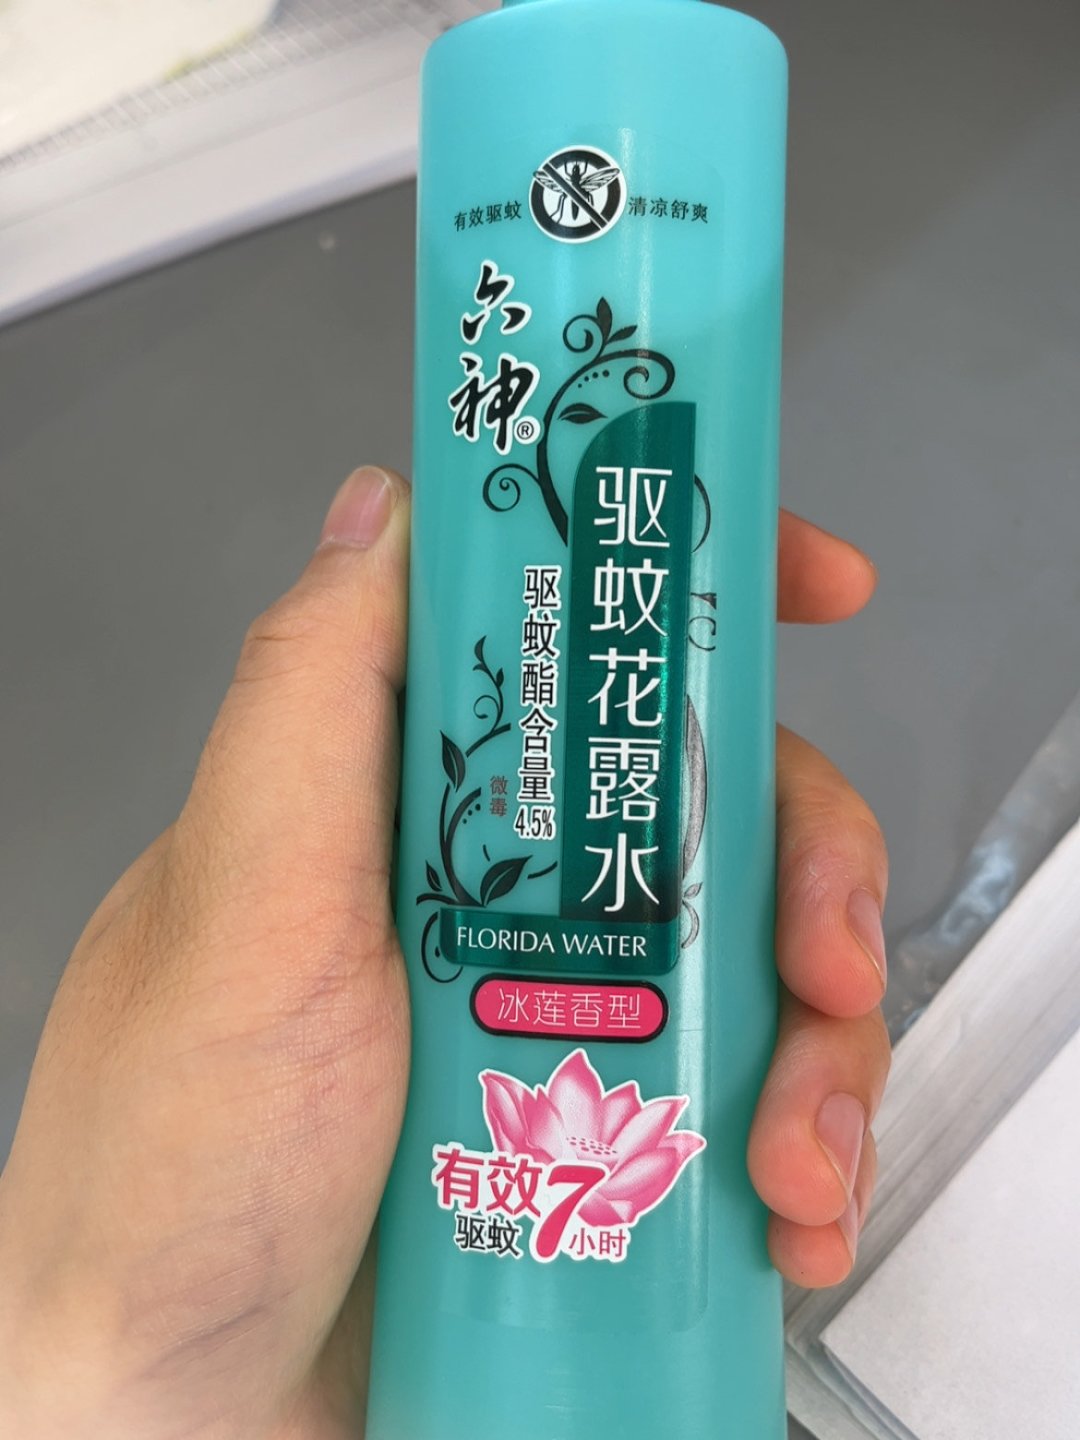 有效驱蚊
清凉舒爽
六神®
驱蚊花露水
驱蚊酯含量4.5%
微毒
FLORIDA WATER
冰莲香型
有效
驱蚊
7小时